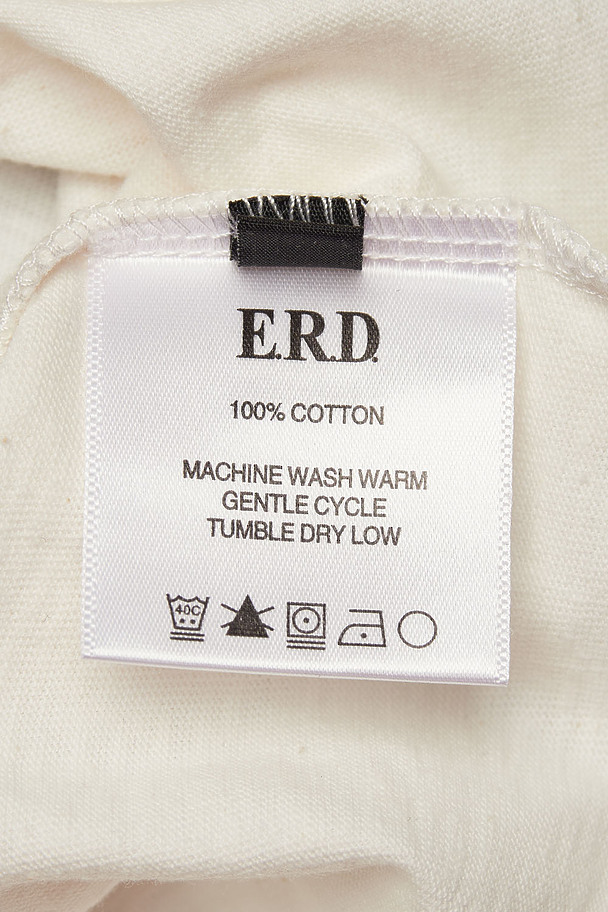 E.R.D.
100% COTTON
MACHINE WASH WARM
GENTLE CYCLE
TUMBLE DRY LOW
40C